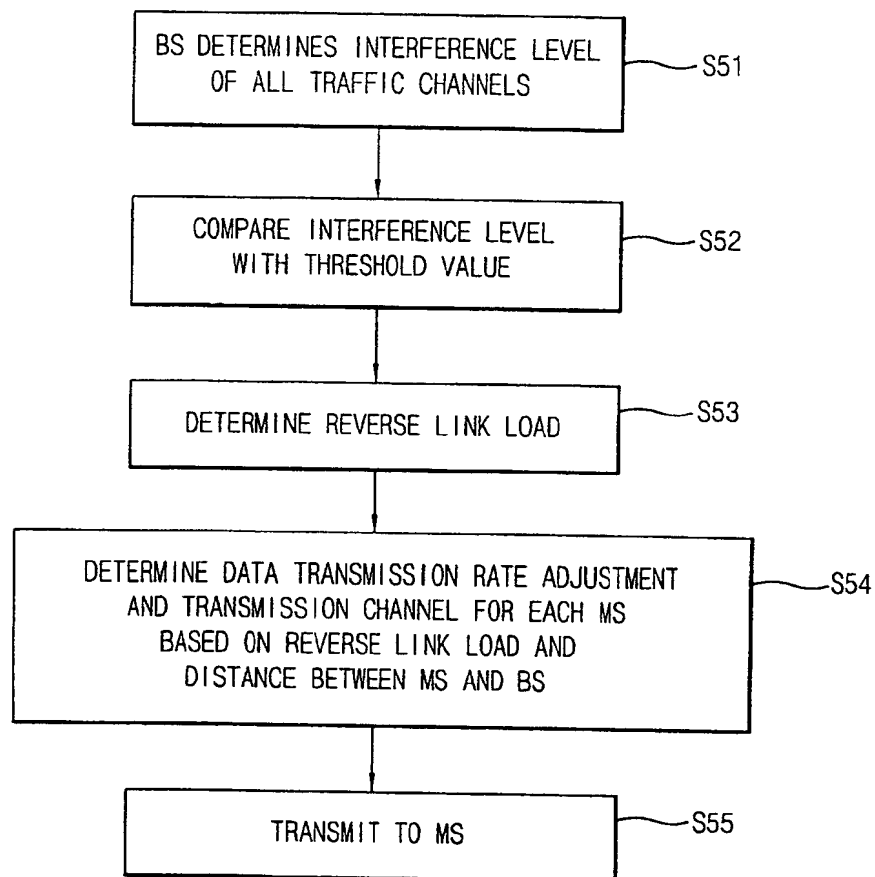 BS DETERMINES INTERFERENCE LEVEL
OF ALL TRAFFIC CHANNELS
S51
COMPARE INTERFERENCE LEVEL
WITH THRESHOLD VALUE
S52
DETERMINE REVERSE LINK LOAD
S53
DETERMINE DATA TRANSMISSION RATE ADJUSTMENT
AND TRANSMISSION CHANNEL FOR EACH MS
BASED ON REVERSE LINK LOAD AND
DISTANCE BETWEEN MS AND BS
S54
TRANSMIT TO MS
S55